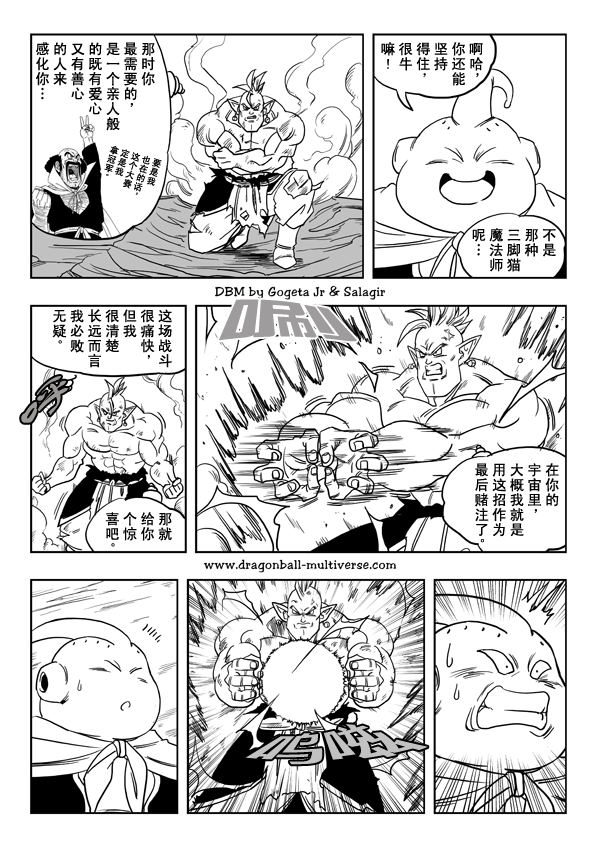 那时你
最需要的，
是一个亲人般
的既有爱心
又有善心
的人来
感化你…
要是我
也在的话，
这个大赛
定是我
拿冠军。
啊哈，
你还能
坚持
得住，
很牛
嘛！
不是
那种
三脚猫
魔法师
呢…
DBM by Gogeta Jr & Salagir
这场战斗
很痛快，
但我
很清楚
长远而言
我必败
无疑。
呼
那就
给你
个惊
喜吧。
在你的
宇宙里，
大概我就是
用这招作为
最后赌注了。
www.dragonball-multiverse.com